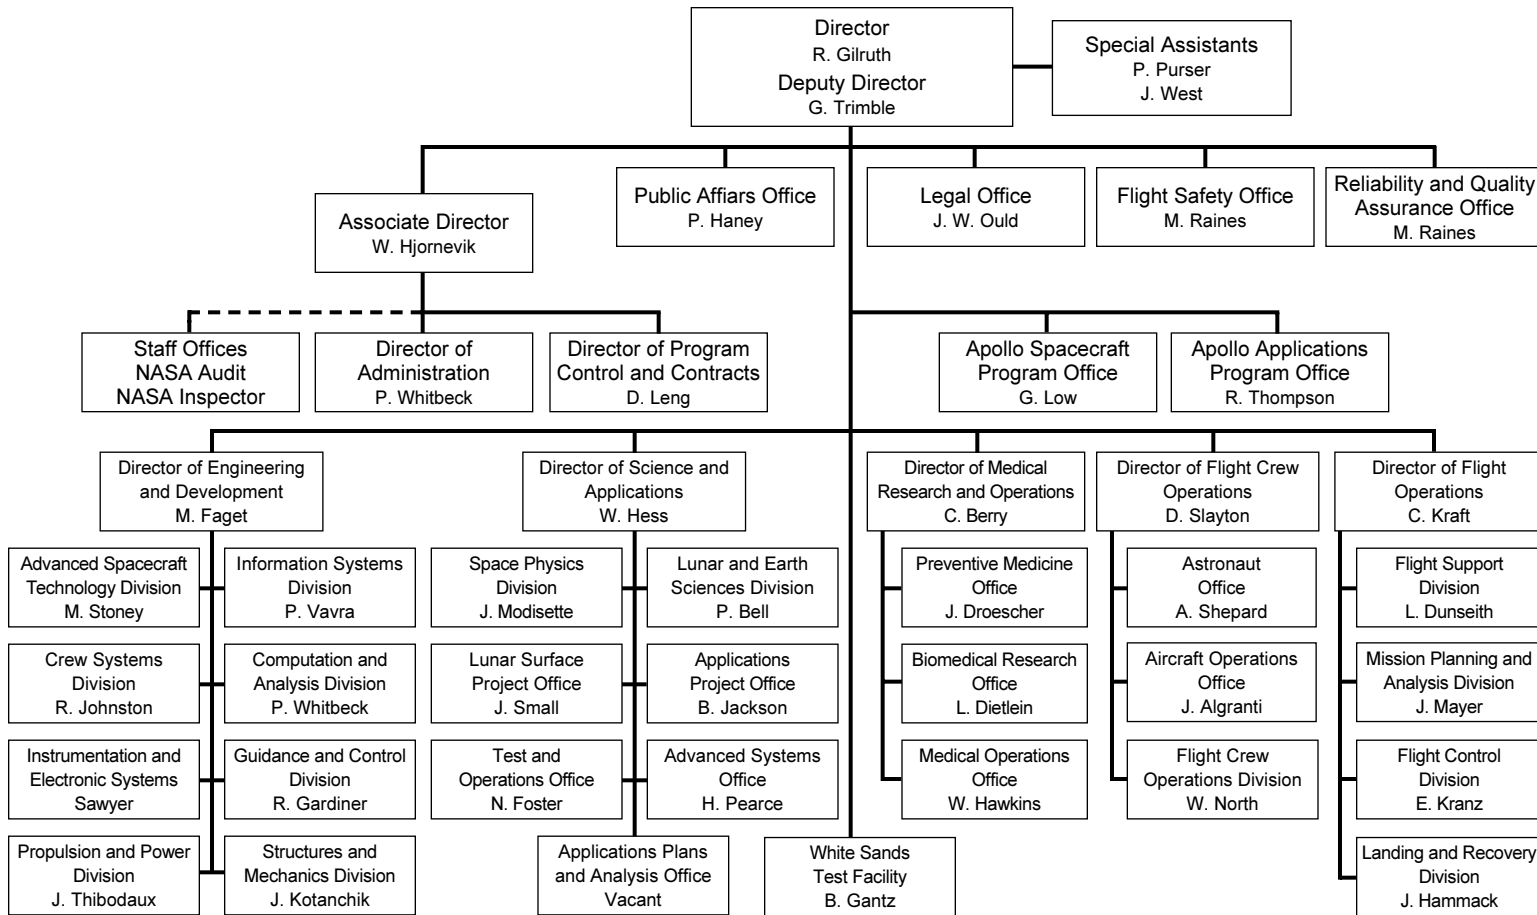 Director
R. Gilruth
Deputy Director
G. Trimble
Special Assistants
P. Purser
J. West
Associate Director
W. Hjornevik
Public Affiars Office
P. Haney
Legal Office
J. W. Ould
Flight Safety Office
M. Raines
Reliability and Quality
Assurance Office
M. Raines
Staff Offices
NASA Audit
NASA Inspector
Director of
Administration
P. Whitbeck
Director of Program
Control and Contracts
D. Leng
Apollo Spacecraft
Program Office
G. Low
Apollo Applications
Program Office
R. Thompson
Director of Engineering
and Development
M. Faget
Director of Science and
Applications
W. Hess
Director of Medical
Research and Operations
C. Berry
Director of Flight Crew
Operations
D. Slayton
Director of Flight
Operations
C. Kraft
Advanced Spacecraft
Technology Division
M. Stoney
Information Systems
Division
P. Vavra
Space Physics
Division
J. Modisette
Lunar and Earth
Sciences Division
P. Bell
Preventive Medicine
Office
J. Droescher
Astronaut
Office
A. Shepard
Flight Support
Division
L. Dunseith
Crew Systems
Division
R. Johnston
Computation and
Analysis Division
P. Whitbeck
Lunar Surface
Project Office
J. Small
Applications
Project Office
B. Jackson
Biomedical Research
Office
L. Dietlein
Aircraft Operations
Office
J. Algranti
Mission Planning and
Analysis Division
J. Mayer
Instrumentation and
Electronic Systems
Sawyer
Guidance and Control
Division
R. Gardiner
Test and
Operations Office
N. Foster
Advanced Systems
Office
H. Pearce
Medical Operations
Office
W. Hawkins
Flight Crew
Operations Division
W. North
Flight Control
Division
E. Kranz
Propulsion and Power
Division
J. Thibodaux
Structures and
Mechanics Division
J. Kotanchik
Applications Plans
and Analysis Office
Vacant
White Sands
Test Facility
B. Gantz
Landing and Recovery
Division
J. Hammack